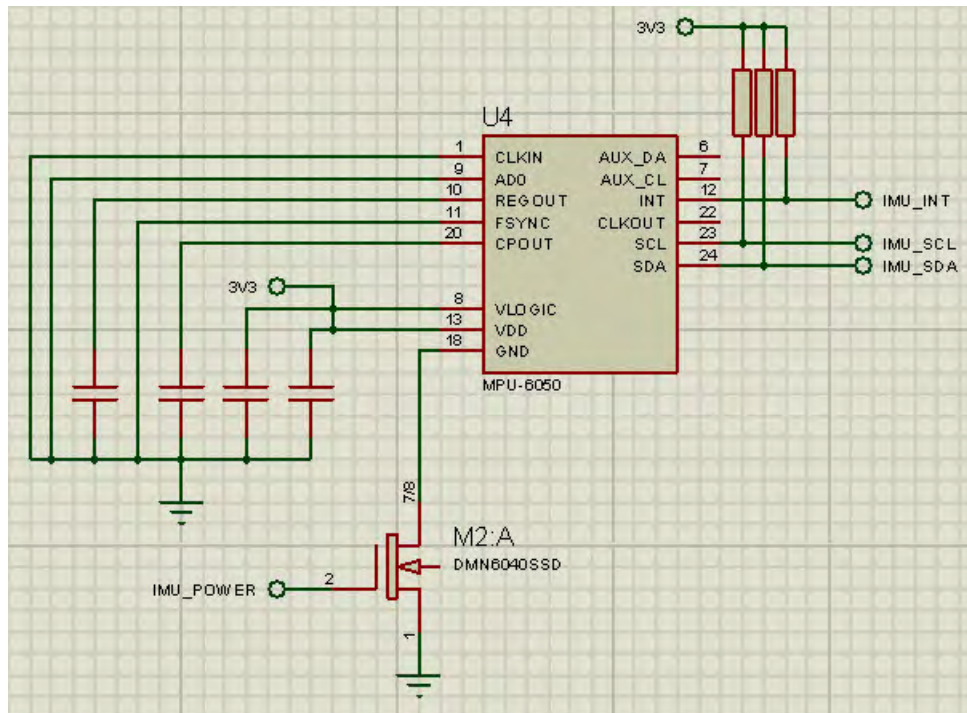 3V3
U4
1 CLKIN AUX_DA 6
9 AD0 AUX_CL 7
10 REGOUT INT 12 IMU_INT
11 FSYNC CLKOUT 22
20 CPOUT SCL 23 IMU_SCL
SDA 24 IMU_SDA
3V3
8 VLOGIC
13 VDD
18 GND
MPU-6050
7/8
M2:A
DMN6040SSD
IMU_POWER 2
1